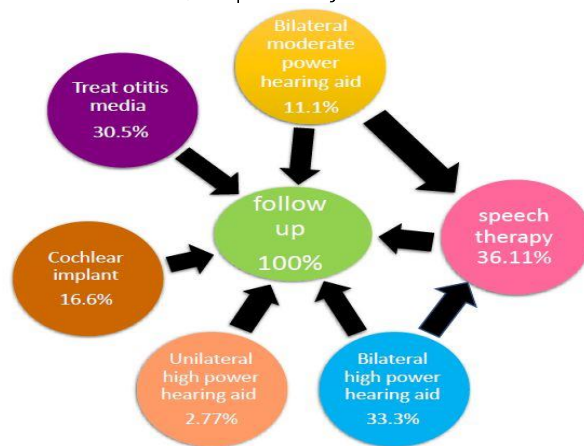 Bilateral
moderate
power
hearing aid
11.1%
Treat otitis
media
30.5%
follow
up
100%
speech
therapy
36.11%
Cochlear
implant
16.6%
Unilateral
high power
hearing aid
2.77%
Bilateral
high power
hearing aid
33.3%